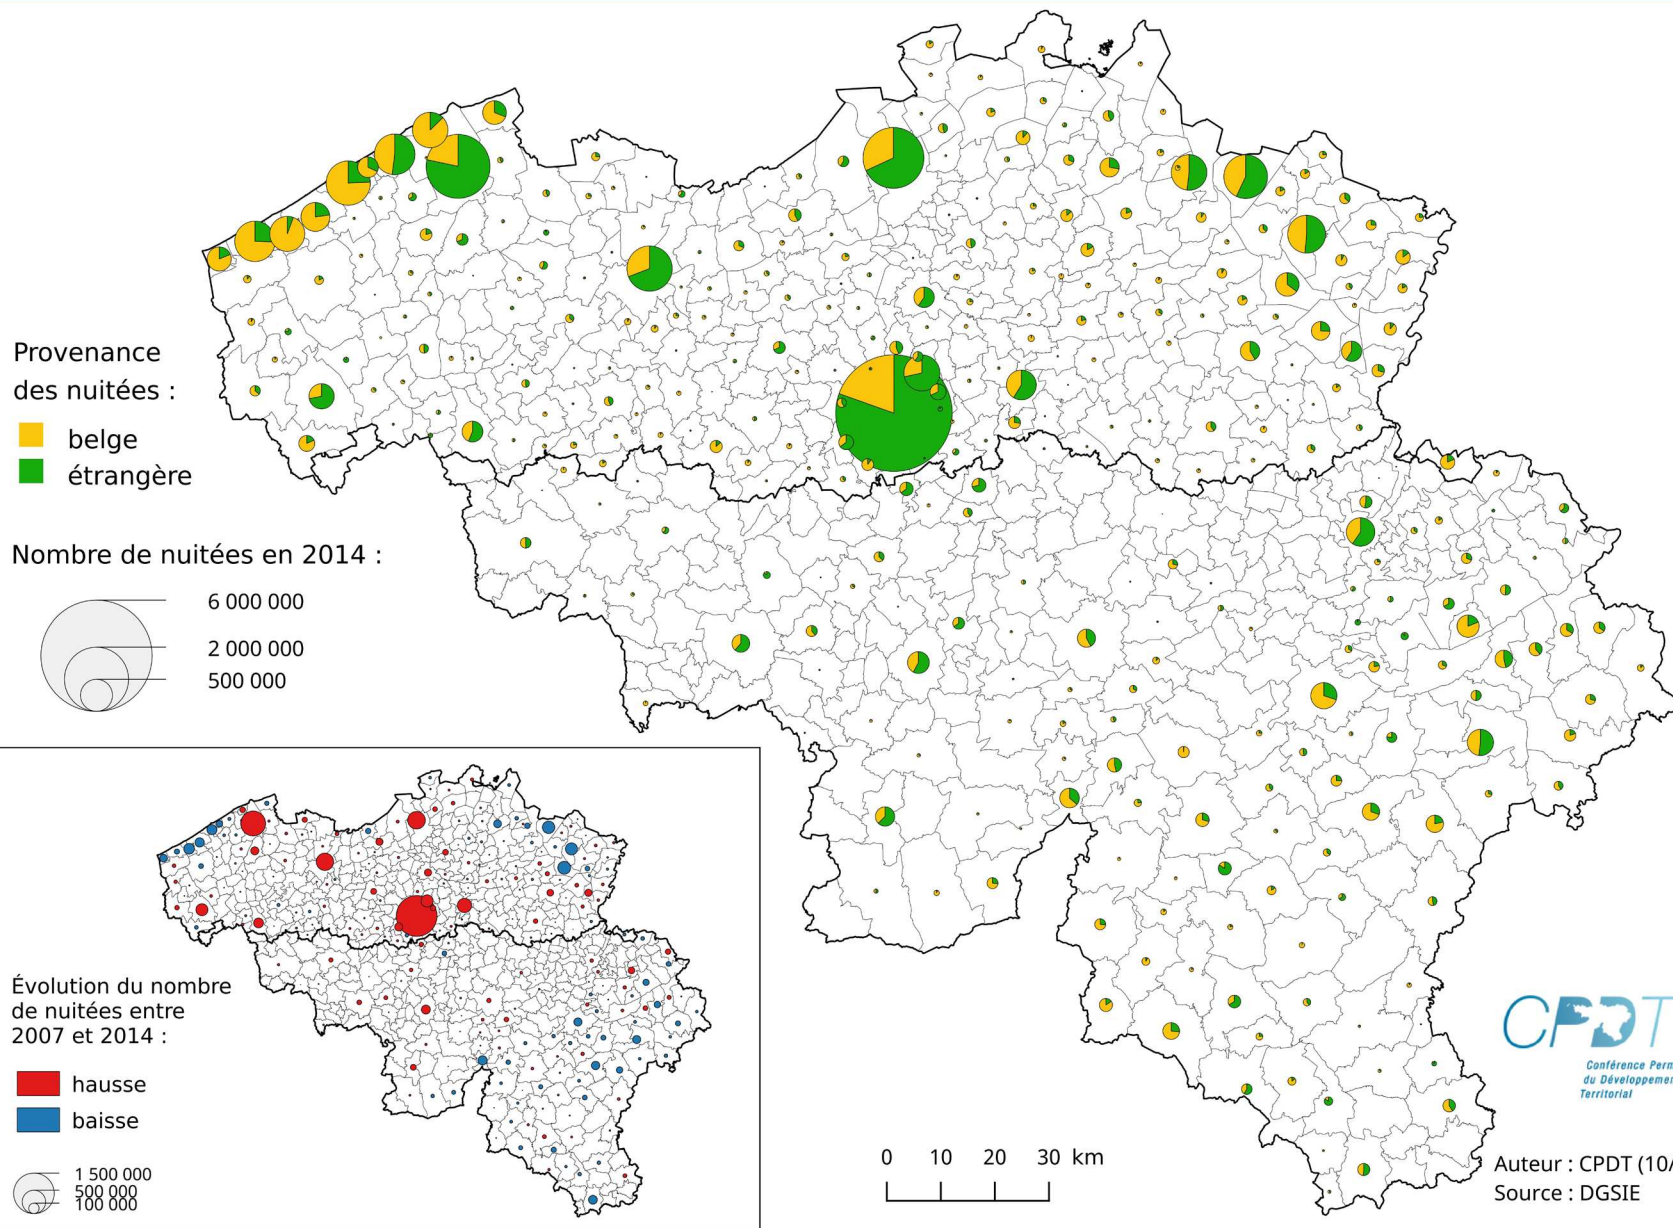 Provenance
des nuitées :
belge
étrangère
Nombre de nuitées en 2014 :
6 000 000
2 000 000
500 000
Évolution du nombre
de nuitées entre
2007 et 2014 :
hausse
baisse
1 500 000
500 000
100 000
0 10 20 30 km
CPDT
Conférence Perm
du Développemen
Territorial
Auteur : CPDT (10/
Source : DGSIE